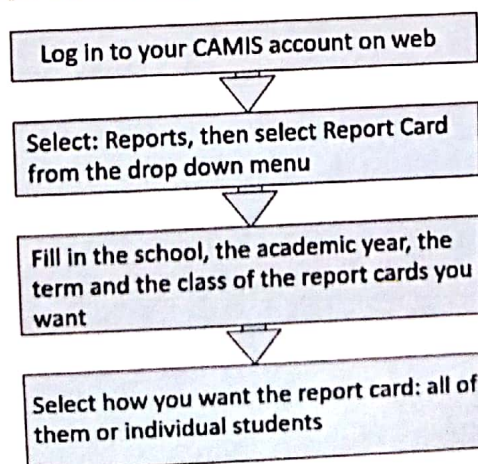 Log in to your CAMIS account on web
Select: Reports, then select Report Card
from the drop down menu
Fill in the school, the academic year, the
term and the class of the report cards you
want
Select how you want the report card: all of
them or individual students